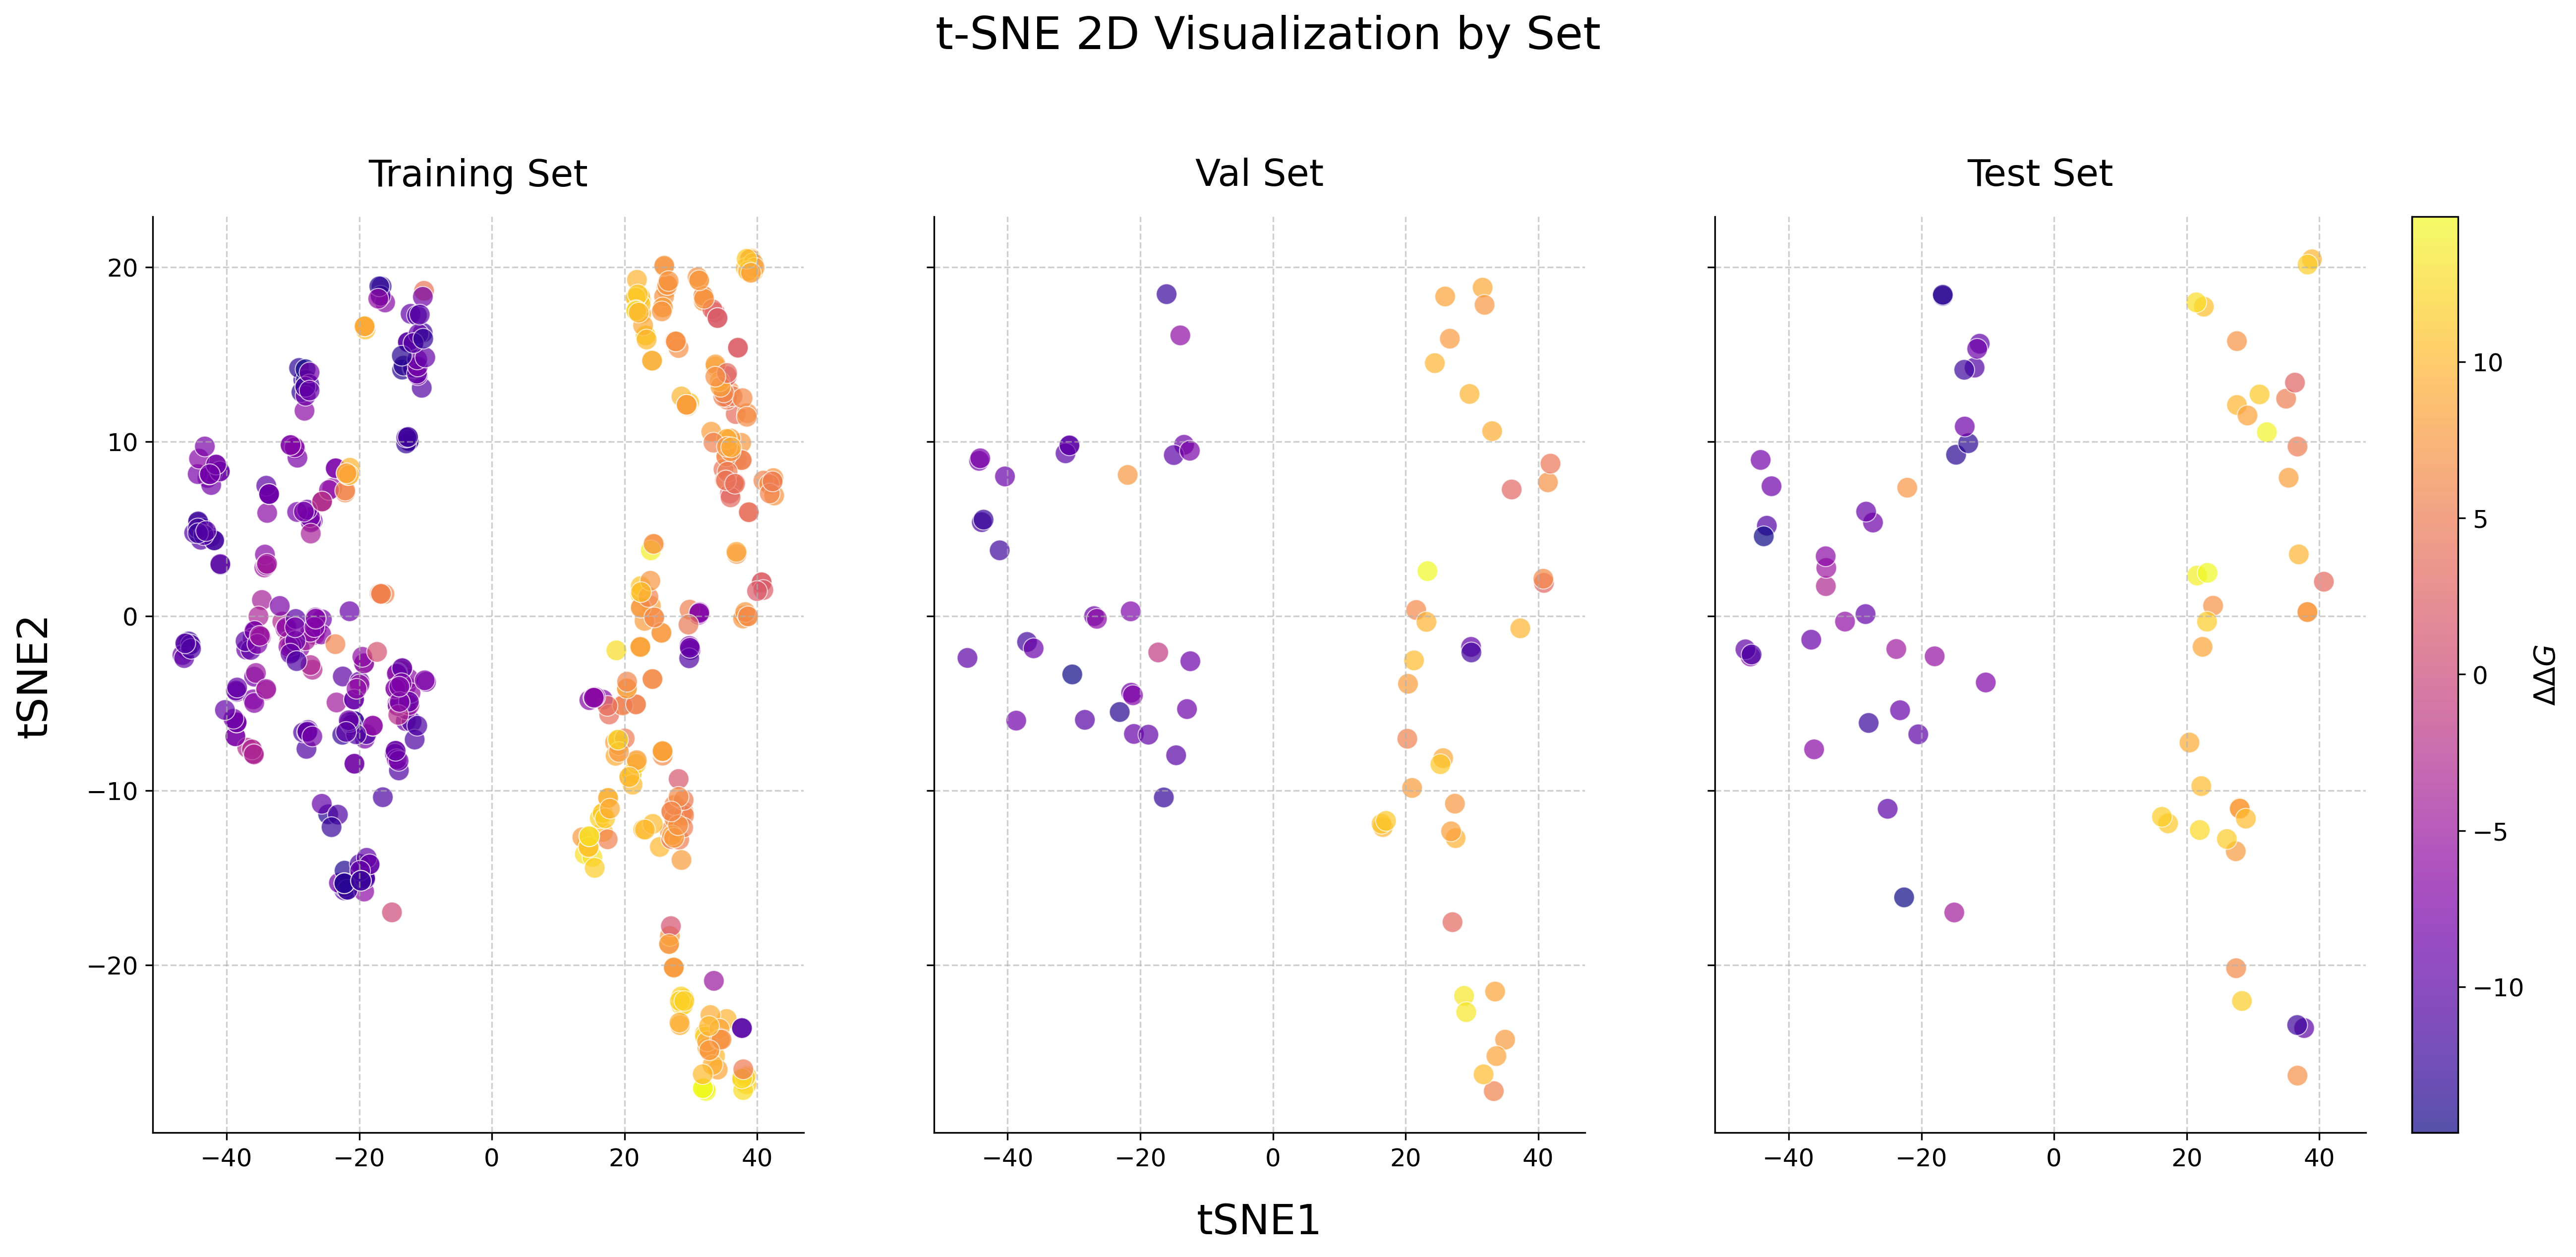 t-SNE 2D Visualization by Set
Training Set
Val Set
Test Set
tSNE2
20
10
0
−10
−20
−40 −20 0 20 40
−40 −20 0 20 40
−40 −20 0 20 40
tSNE1
10
5
0
−5
−10
ΔΔG